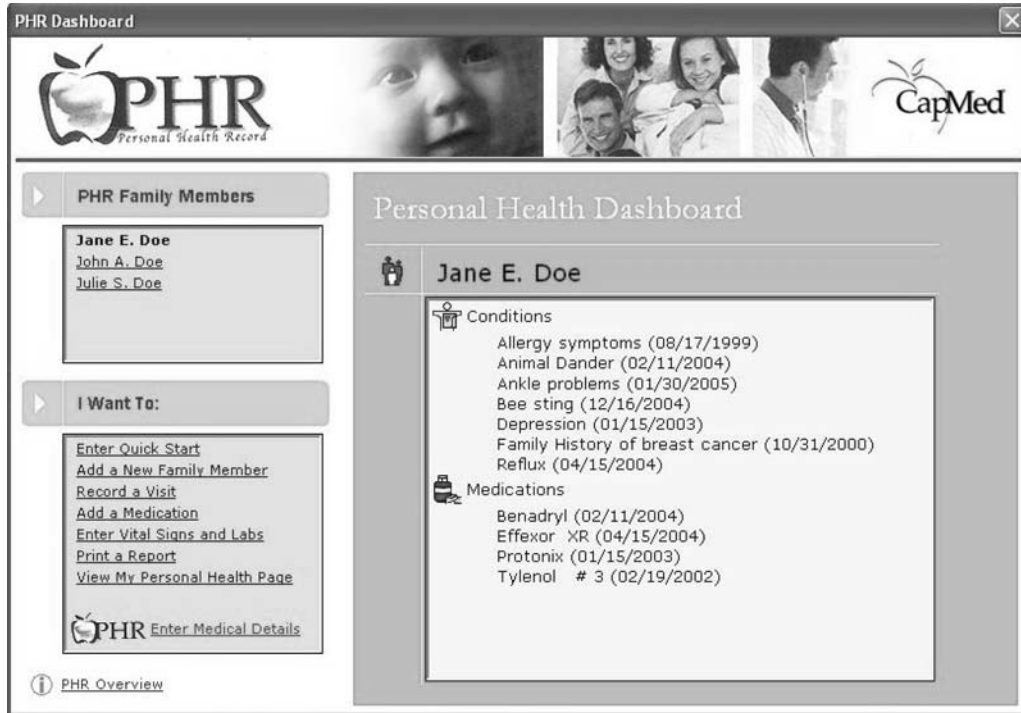 PHR Dashboard
PHR
Personal Health Record
CapMed
PHR Family Members
Jane E. Doe
John A. Doe
Julie S. Doe
I Want To:
Enter Quick Start
Add a New Family Member
Record a Visit
Add a Medication
Enter Vital Signs and Labs
Print a Report
View My Personal Health Page
PHR Enter Medical Details
PHR Overview
Personal Health Dashboard
Jane E. Doe
Conditions
Allergy symptoms (08/17/1999)
Animal Dander (02/11/2004)
Ankle problems (01/30/2005)
Bee sting (12/16/2004)
Depression (01/15/2003)
Family History of breast cancer (10/31/2000)
Reflux (04/15/2004)
Medications
Benadryl (02/11/2004)
Effexor XR (04/15/2004)
Protonix (01/15/2003)
Tylenol # 3 (02/19/2002)